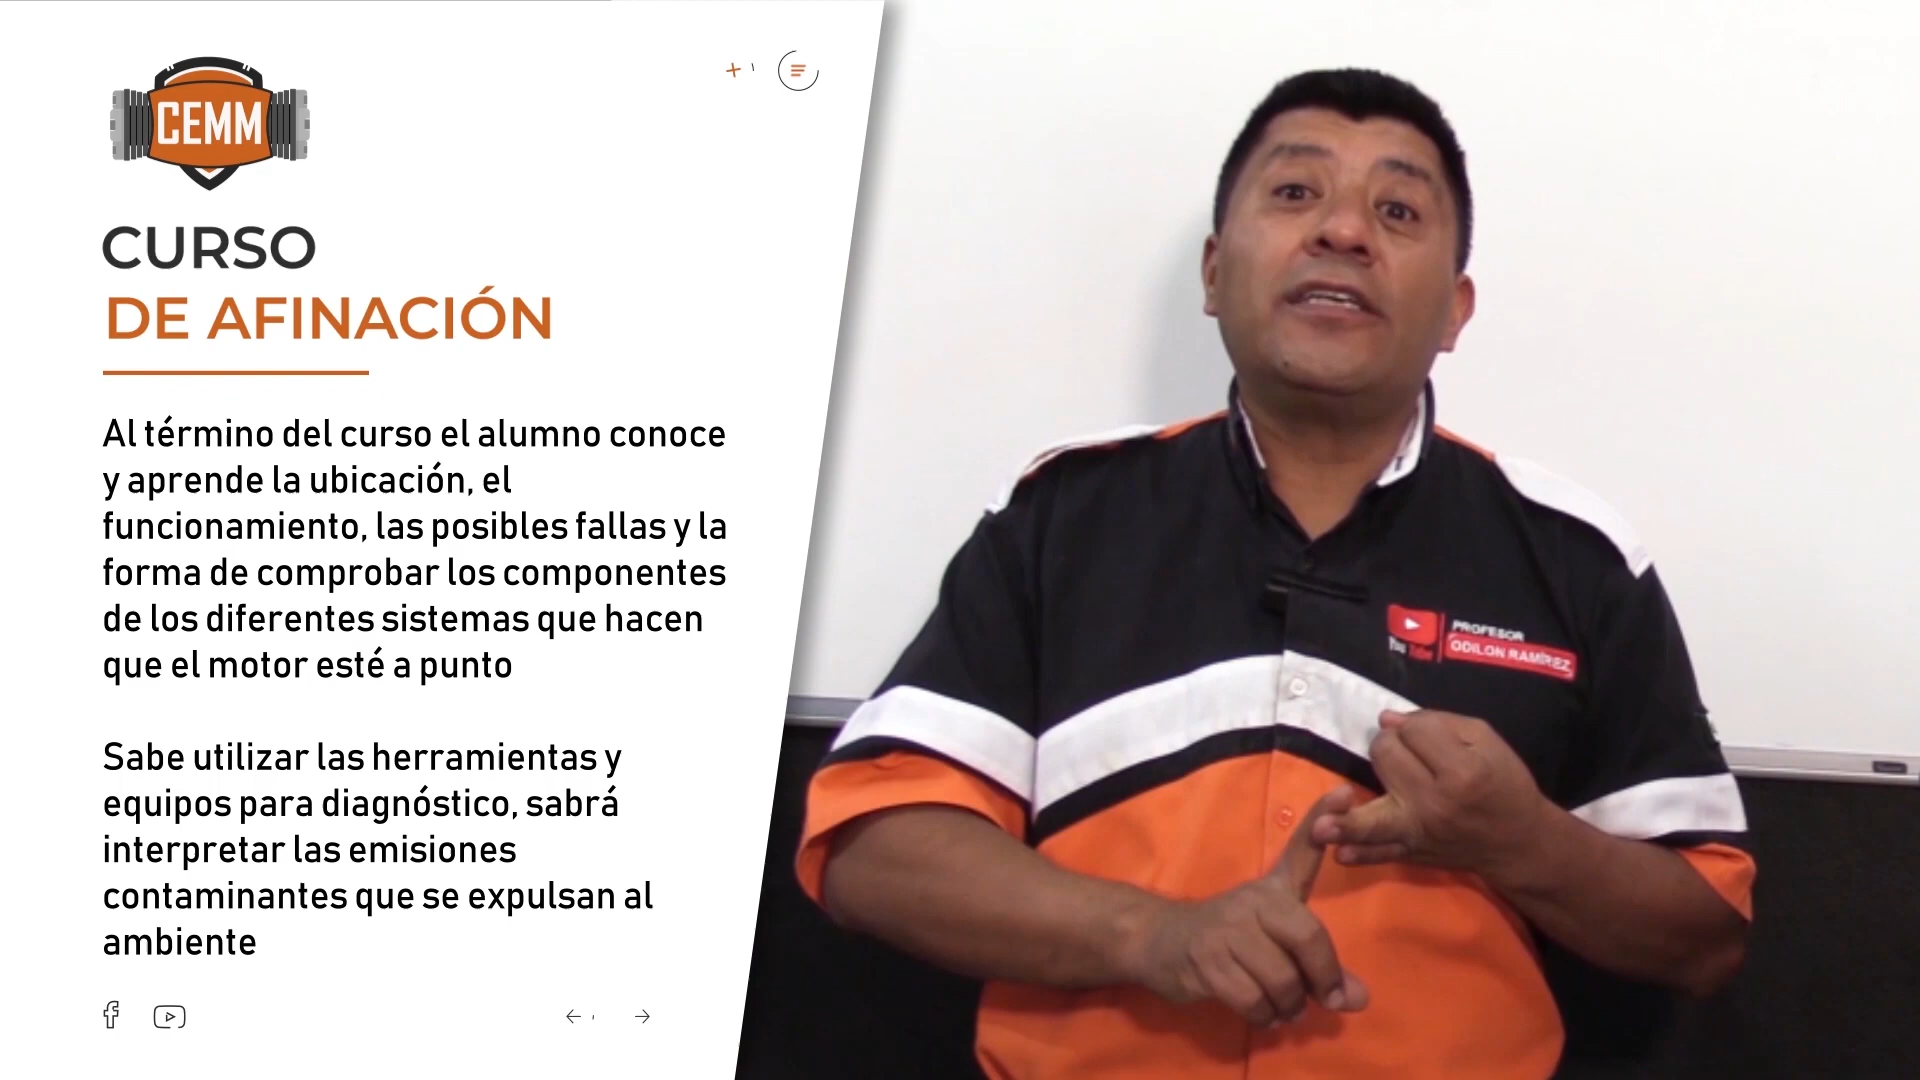 CEMM
CURSO
DE AFINACIÓN
Al término del curso el alumno conoce
y aprende la ubicación, el
funcionamiento, las posibles fallas y la
forma de comprobar los componentes
de los diferentes sistemas que hacen
que el motor esté a punto
Sabe utilizar las herramientas y
equipos para diagnóstico, sabrá
interpretar las emisiones
contaminantes que se expulsan al
ambiente
PROFESOR
YouTube
ODILON RAMÍREZ